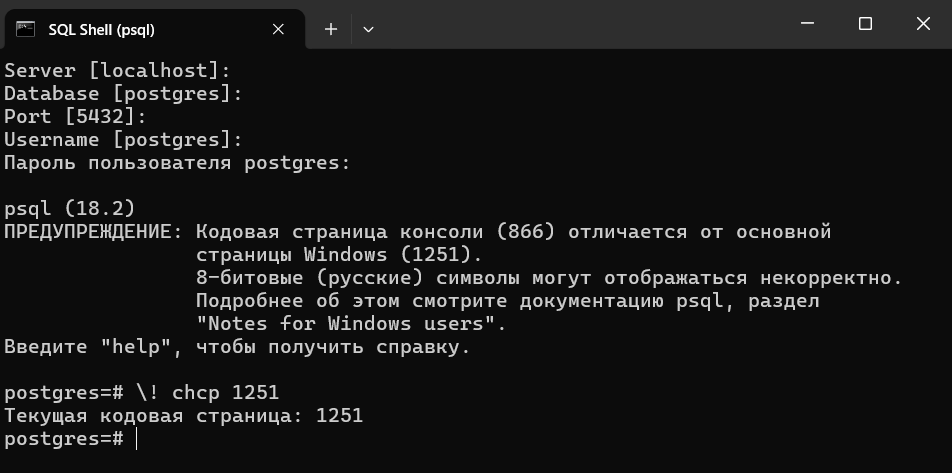 SQL Shell (psql)
Server [localhost]:
Database [postgres]:
Port [5432]:
Username [postgres]:
Пароль пользователя postgres:
psql (18.2)
ПРЕДУПРЕЖДЕНИЕ: Кодовая страница консоли (866) отличается от основной
страницы Windows (1251).
8-битовые (русские) символы могут отображаться некорректно.
Подробнее об этом смотрите документацию psql, раздел
"Notes for Windows users".
Введите "help", чтобы получить справку.
postgres=# \! chcp 1251
Текущая кодовая страница: 1251
postgres=#